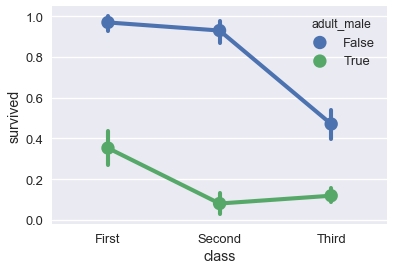 adult_male
False
True
1.0
0.8
0.6
0.4
0.2
0.0
survived
First Second Third
class